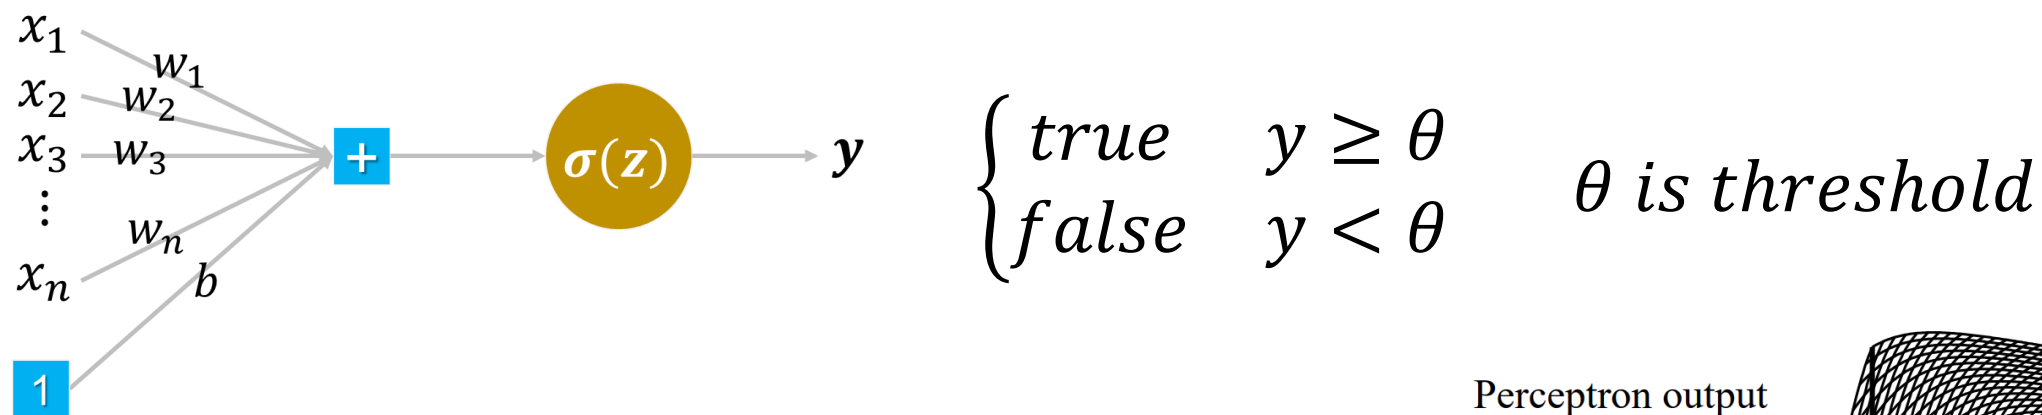 x₁
w₁
x₂
w₂
x₃
w₃
⋮
wₙ
xₙ
b
1
+
σ(z)
y
true y ≥ θ
false y < θ
θ is threshold
Perceptron output